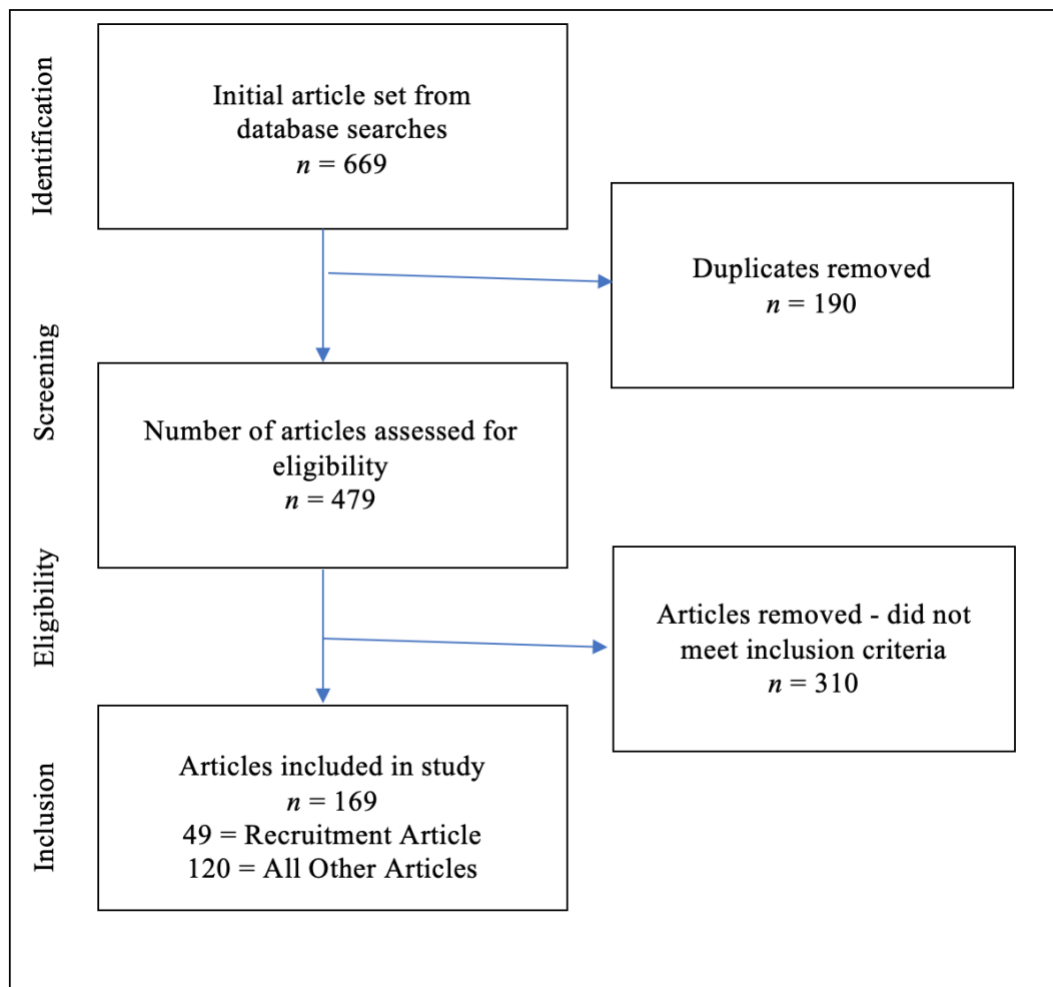 Identification
Initial article set from
database searches
n = 669
Duplicates removed
n = 190
Screening
Number of articles assessed for
eligibility
n = 479
Eligibility
Articles removed - did not
meet inclusion criteria
n = 310
Inclusion
Articles included in study
n = 169
49 = Recruitment Article
120 = All Other Articles